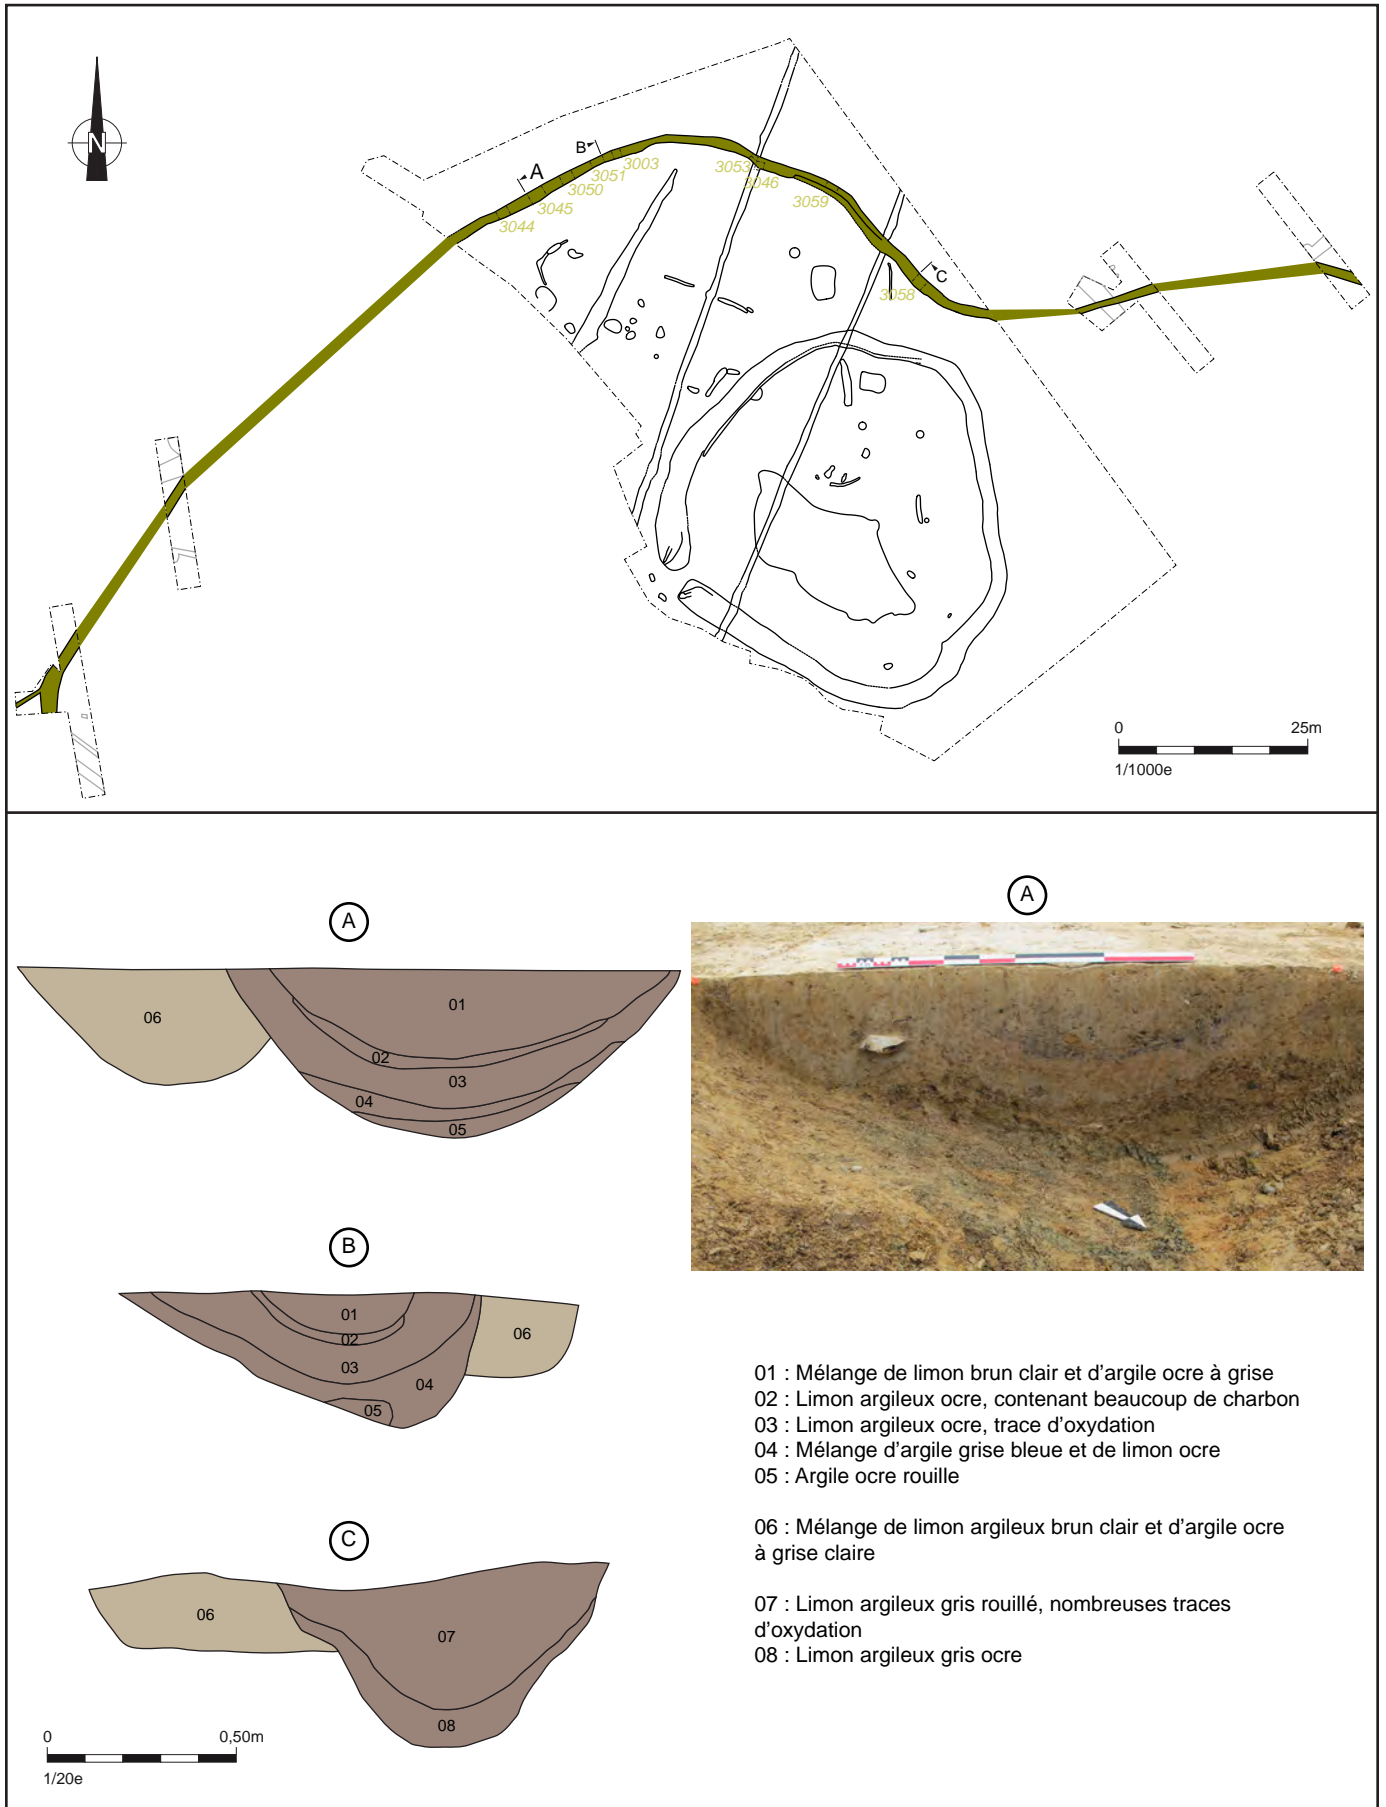 N
A
B
3003
3051
3050
3045
3044
3053
3046
3059
3058
C
0 25m
1/1000e
A
01
02
03
04
05
06
A
B
01
02
03
04
05
06
C
06
07
08
0 0,50m
1/20e
01 : Mélange de limon brun clair et d'argile ocre à grise
02 : Limon argileux ocre, contenant beaucoup de charbon
03 : Limon argileux ocre, trace d'oxydation
04 : Mélange d'argile grise bleue et de limon ocre
05 : Argile ocre rouille
06 : Mélange de limon argileux brun clair et d'argile ocre
à grise claire
07 : Limon argileux gris rouillé, nombreuses traces
d'oxydation
08 : Limon argileux gris ocre